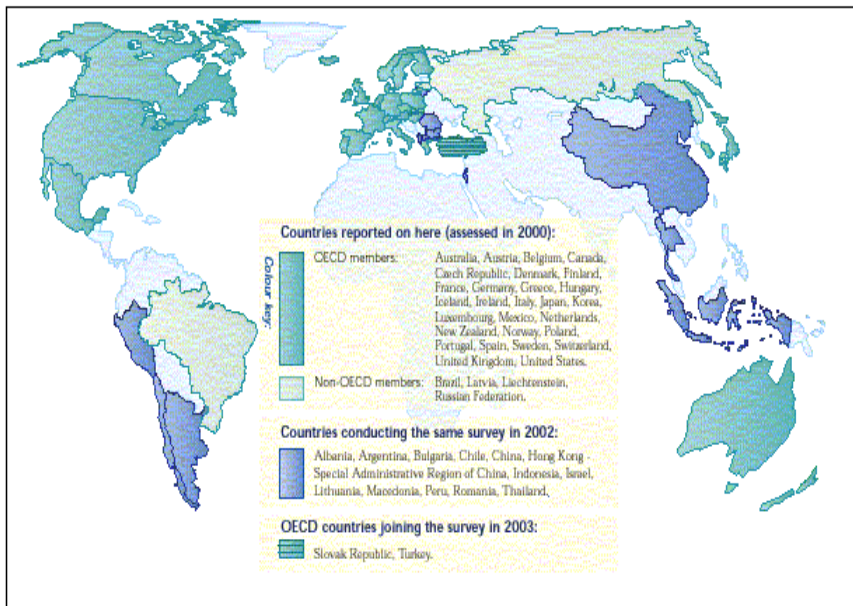 Countries reported on here (assessed in 2000):
Colour key:
OECD members:
Australia, Austria, Belgium, Canada,
Czech Republic, Denmark, Finland,
France, Germany, Greece, Hungary,
Iceland, Ireland, Italy, Japan, Korea,
Luxembourg, Mexico, Netherlands,
New Zealand, Norway, Poland,
Portugal, Spain, Sweden, Switzerland,
United Kingdom, United States.
Non-OECD members:
Brazil, Latvia, Liechtenstein,
Russian Federation.
Countries conducting the same survey in 2002:
Albania, Argentina, Bulgaria, Chile, China, Hong Kong -
Special Administrative Region of China, Indonesia, Israel,
Lithuania, Macedonia, Peru, Romania, Thailand.
OECD countries joining the survey in 2003:
Slovak Republic, Turkey.